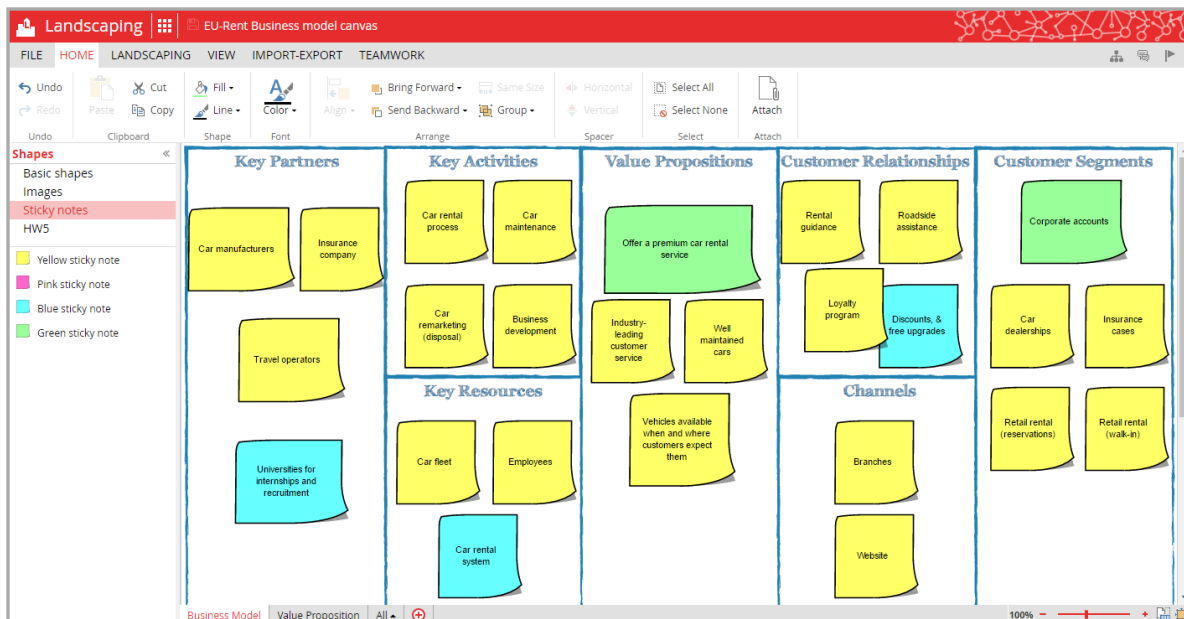 Landscaping
EU-Rent Business model canvas
FILE HOME LANDSCAPING VIEW IMPORT-EXPORT TEAMWORK
Undo
Redo
Undo
Paste
Cut
Copy
Clipboard
Fill
Line
Shape
Color
Font
Align
Bring Forward
Send Backward
Same Size
Group
Arrange
Horizontal
Vertical
Spacer
Select All
Select None
Select
Attach
Attach
Shapes
Basic shapes
Images
Sticky notes
HW5
Yellow sticky note
Pink sticky note
Blue sticky note
Green sticky note
Key Partners
Car manufacturers
Insurance
company
Travel operators
Universities for
internships and
recruitment
Key Activities
Car rental
process
Car
maintenance
Car
remarketing
(disposal)
Business
development
Key Resources
Car fleet
Employees
Car rental
system
Value Propositions
Offer a premium car rental
service
Industry-
leading
customer
service
Well
maintained
cars
Vehicles available
when and where
customers expect
them
Customer Relationships
Rental
guidance
Roadside
assistance
Loyalty
program
Discounts, &
free upgrades
Channels
Branches
Website
Customer Segments
Corporate accounts
Car
dealerships
Insurance
cases
Retail rental
(reservations)
Retail rental
(walk-in)
Business Model
Value Proposition
All
100%